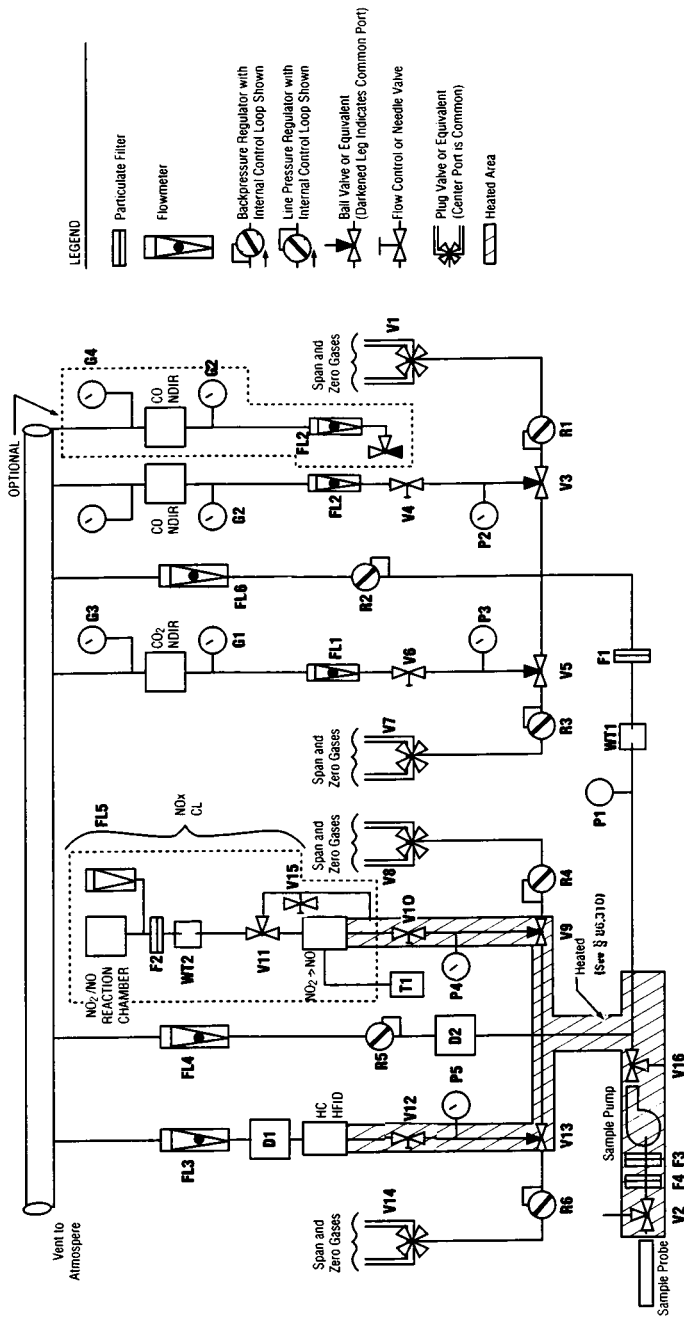 LEGEND
Particulate Filter
Flowmeter
Backpressure Regulator with
Internal Control Loop Shown
Line Pressure Regulator with
Internal Control Loop Shown
Ball Valve or Equivalent
(Darkened Leg Indicates Common Port)
Flow Control or Needle Valve
Plug Valve or Equivalent
(Center Port is Common)
Heated Area
OPTIONAL
Vent to
Atmospere
G4
CO
NDIR
G2
FL2
Span and
Zero Gases
V1
R1
CO
NDIR
G2
FL2
V4
P2
V3
FL6
R2
G3
CO2
NDIR
G1
FL1
V6
P3
V5
F1
WT1
P1
R3
Span and
Zero Gases
V7
NOx
CL
FL5
NO2/NO
REACTION
CHAMBER
F2
WT2
V11
V15
NO2 → NO
T1
V10
P4
V9
Span and
Zero Gases
V8
R4
Heated
(See § 86.310)
FL4
R5
D2
FL3
D1
HC
HFID
V12
P5
V13
Span and
Zero Gases
V14
R6
Sample Pump
V16
F3
F4
V2
Sample Probe